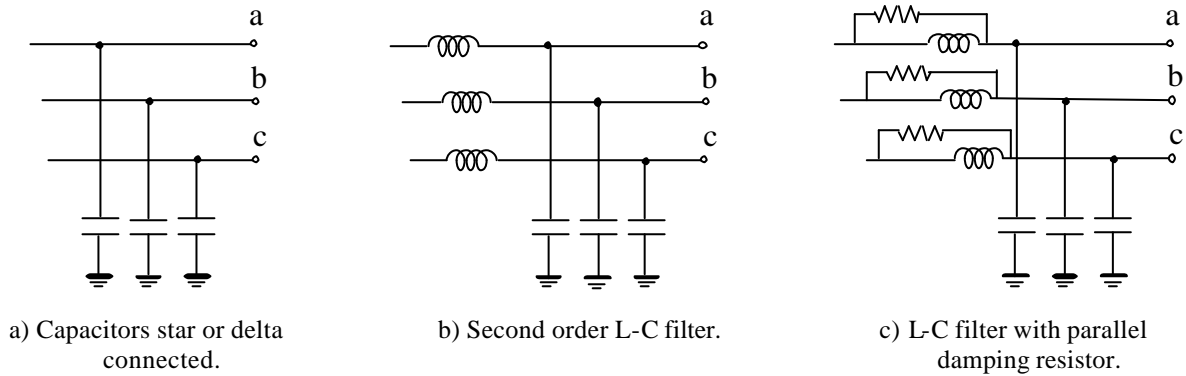 a
b
c
a
b
c
a
b
c
a) Capacitors star or delta
connected.
b) Second order L-C filter.
c) L-C filter with parallel
damping resistor.